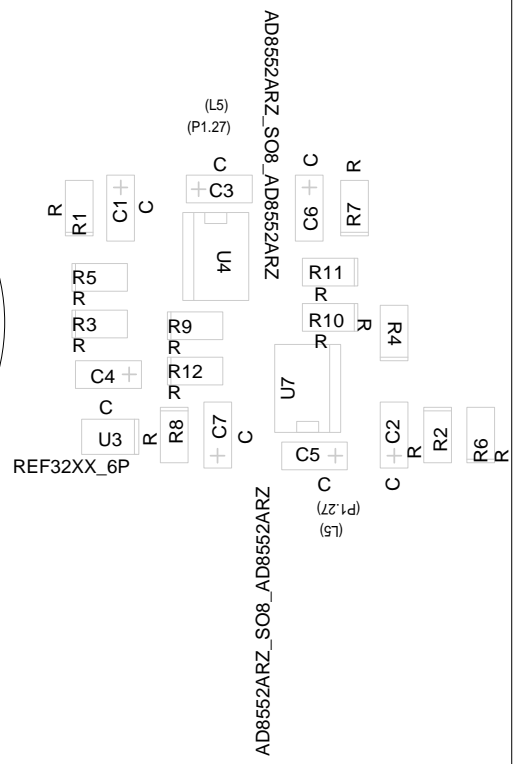 AD8552ARZ_SO8_AD8552ARZ
(L5)
(P1.27)
C
C3
C
R
R
R1
C1
C
C6
R7
U4
R5
R
R11
R
R3
R
R9
R
R10
R
R
R4
C4
C
R12
R
U7
U3
REF32XX_6P
R
R8
C7
C
C5
C
C2
C
R
R2
R6
R
(P1.27)
(L5)
AD8552ARZ_SO8_AD8552ARZ